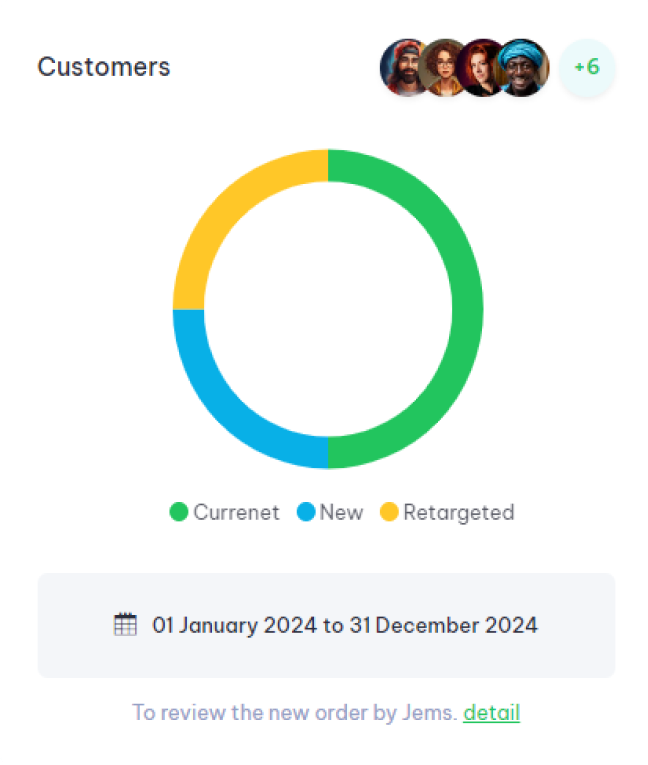 Customers
+6
Currenet New Retargeted
01 January 2024 to 31 December 2024
To review the new order by Jems. detail